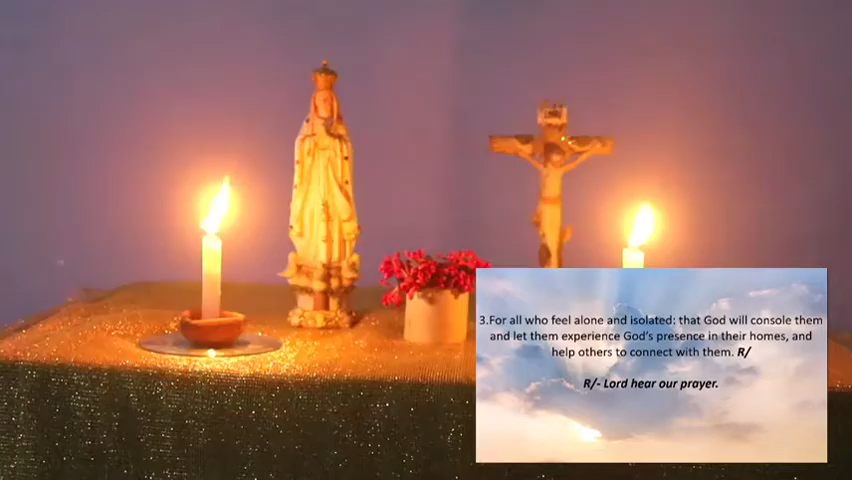 3.For all who feel alone and isolated; that God will console them
and let them experience God's presence in their homes, and
help others to connect with them. R/
R/- Lord hear our prayer.